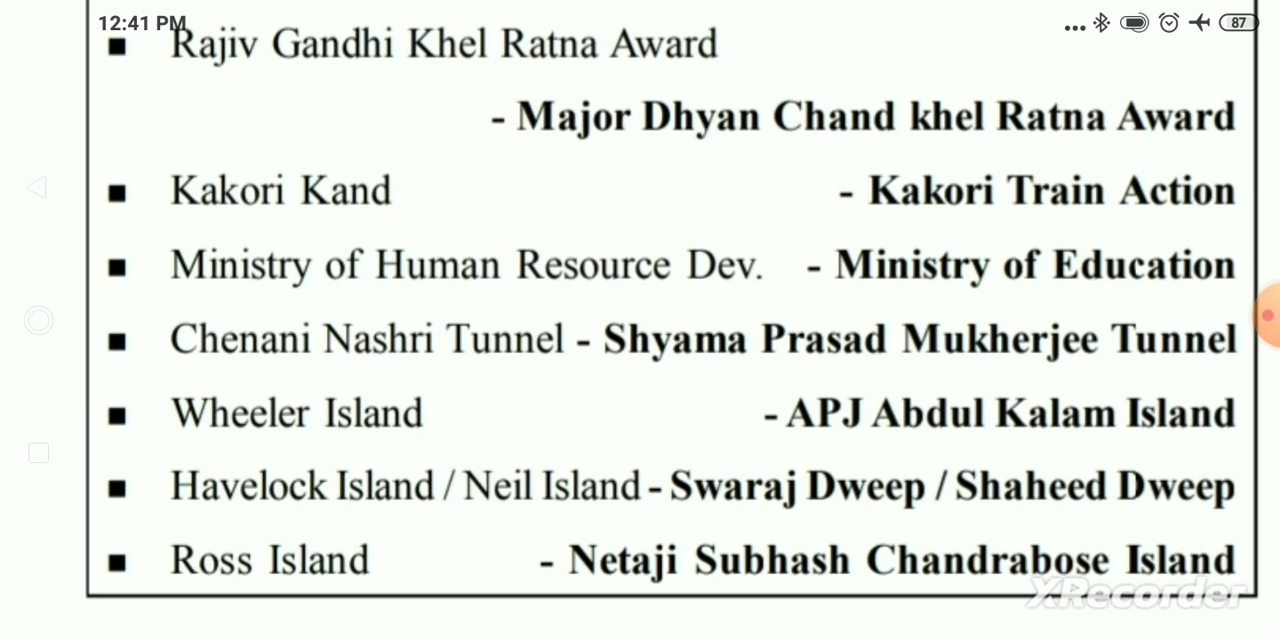 12:41 PM
87
■ Rajiv Gandhi Khel Ratna Award
- Major Dhyan Chand khel Ratna Award
■ Kakori Kand - Kakori Train Action
■ Ministry of Human Resource Dev. - Ministry of Education
■ Chenani Nashri Tunnel - Shyama Prasad Mukherjee Tunnel
■ Wheeler Island - APJ Abdul Kalam Island
■ Havelock Island / Neil Island - Swaraj Dweep / Shaheed Dweep
■ Ross Island - Netaji Subhash Chandrabose Island
XRecorder